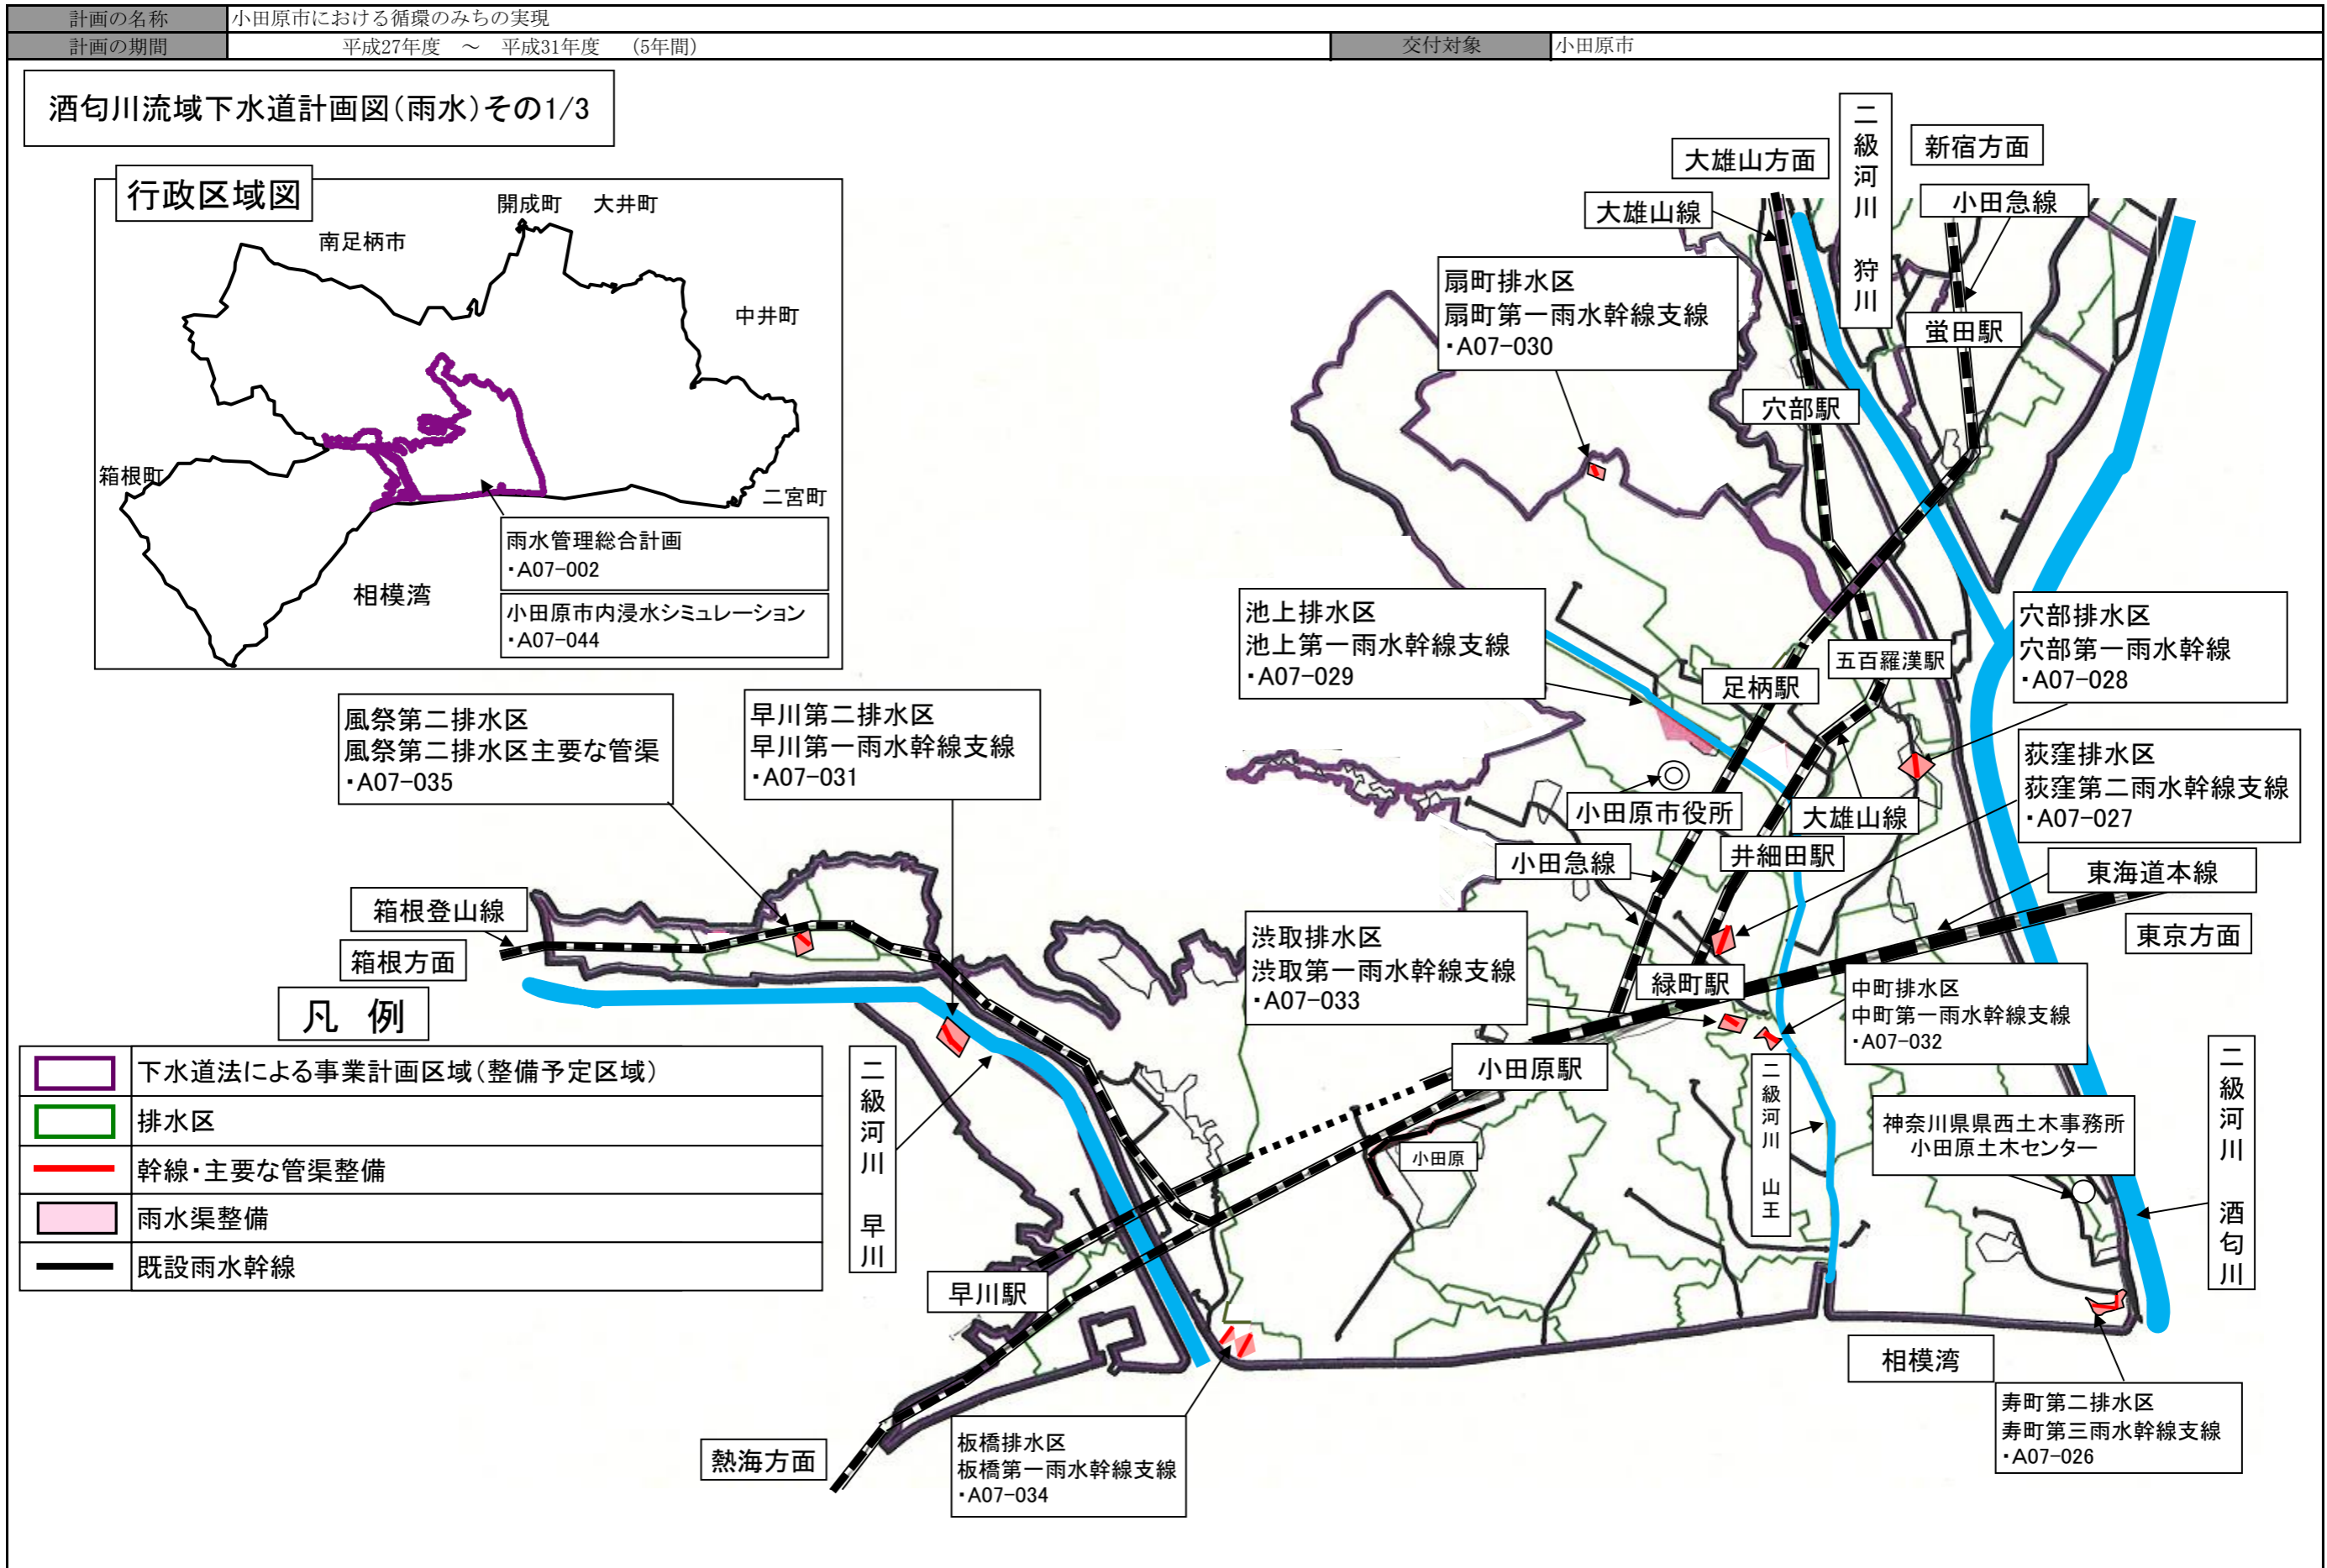 計画の名称 小田原市における循環のみちの実現
計画の期間 平成27年度 ～ 平成31年度 (5年間) 交付対象 小田原市
酒匂川流域下水道計画図(雨水)その1/3
行政区域図
開成町 大井町
南足柄市
中井町
箱根町
二宮町
雨水管理総合計画
・A07-002
相模湾
小田原市内浸水シミュレーション
・A07-044
大雄山方面
二級河川 狩川
新宿方面
大雄山線
小田急線
扇町排水区
扇町第一雨水幹線支線
・A07-030
蛍田駅
穴部駅
池上排水区
池上第一雨水幹線支線
・A07-029
穴部排水区
穴部第一雨水幹線
・A07-028
五百羅漢駅
足柄駅
風祭第二排水区
風祭第二排水区主要な管渠
・A07-035
早川第二排水区
早川第一雨水幹線支線
・A07-031
荻窪排水区
荻窪第二雨水幹線支線
・A07-027
小田原市役所
大雄山線
井細田駅
小田急線
東海道本線
箱根登山線
箱根方面
渋取排水区
渋取第一雨水幹線支線
・A07-033
東京方面
緑町駅
中町排水区
中町第一雨水幹線支線
・A07-032
凡 例
下水道法による事業計画区域(整備予定区域)
排水区
幹線・主要な管渠整備
雨水渠整備
既設雨水幹線
二級河川 早川
小田原駅
小田原
二級河川 山王
神奈川県県西土木事務所
小田原土木センター
二級河川 酒匂川
早川駅
相模湾
熱海方面
板橋排水区
板橋第一雨水幹線支線
・A07-034
寿町第二排水区
寿町第三雨水幹線支線
・A07-026